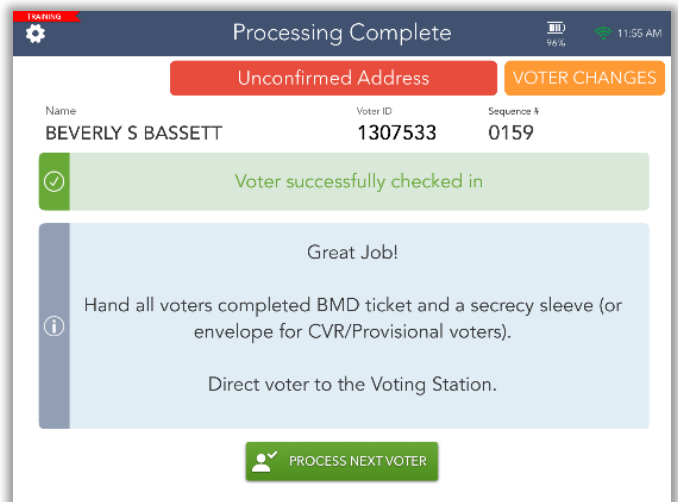 TRAINING
Processing Complete
96%
11:55 AM
Unconfirmed Address
VOTER CHANGES
Name
Voter ID
Sequence #
BEVERLY S BASSETT
1307533
0159
Voter successfully checked in
Great Job!
Hand all voters completed BMD ticket and a secrecy sleeve (or
envelope for CVR/Provisional voters).
Direct voter to the Voting Station.
PROCESS NEXT VOTER